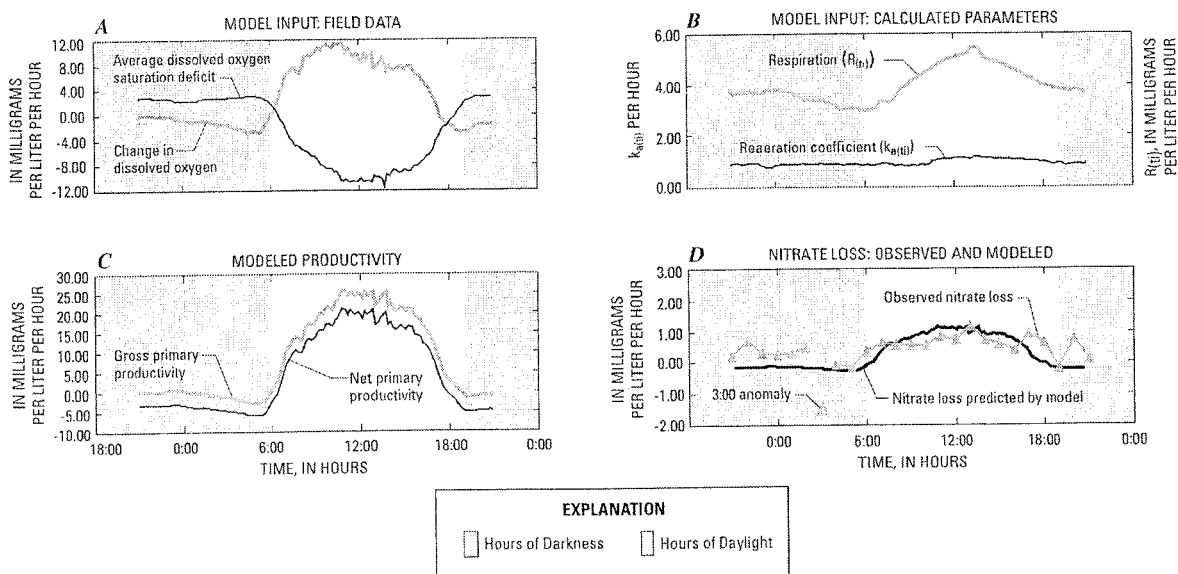 A
MODEL INPUT: FIELD DATA
12.00
8.00
4.00
0.00
-4.00
-8.00
-12.00
IN MILLIGRAMS
PER LITER PER HOUR
Average dissolved oxygen
saturation deficit
Change in
dissolved oxygen
B
MODEL INPUT: CALCULATED PARAMETERS
6.00
4.00
2.00
0.00
ka(ti) PER HOUR
R(ti), IN MILLIGRAMS
PER LITER PER HOUR
Respiration (R(ti))
Reaeration coefficient (ka(ti))
C
MODELED PRODUCTIVITY
30.00
25.00
20.00
15.00
10.00
5.00
0.00
-5.00
-10.00
IN MILLIGRAMS
PER LITER PER HOUR
Gross primary
productivity
Net primary
productivity
18:00 0:00 6:00 12:00 18:00 0:00
TIME, IN HOURS
D
NITRATE LOSS: OBSERVED AND MODELED
3.00
2.00
1.00
0.00
-1.00
-2.00
IN MILLIGRAMS
PER LITER PER HOUR
Observed nitrate loss
3:00 anomaly
Nitrate loss predicted by model
0:00 6:00 12:00 18:00 0:00
TIME, IN HOURS
EXPLANATION
Hours of Darkness
Hours of Daylight